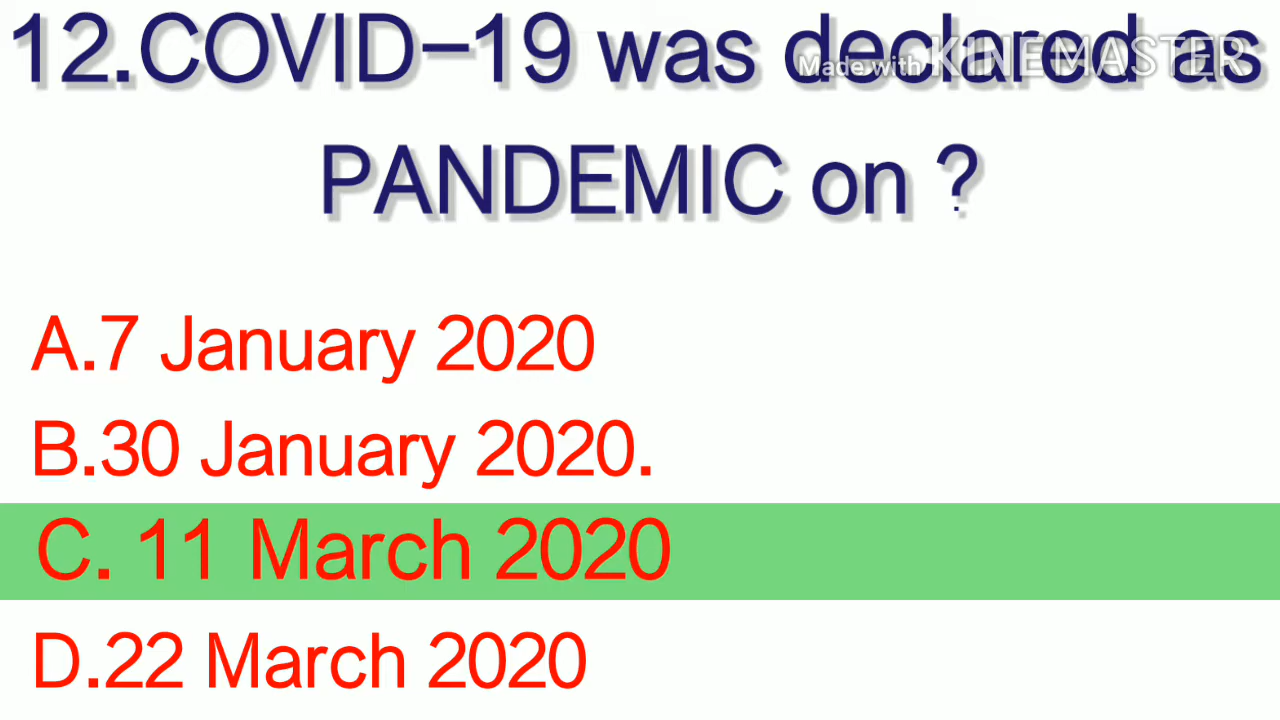 12.COVID-19 was declared as
Made with KINEMASTER
PANDEMIC on ?
A.7 January 2020
B.30 January 2020.
C. 11 March 2020
D.22 March 2020